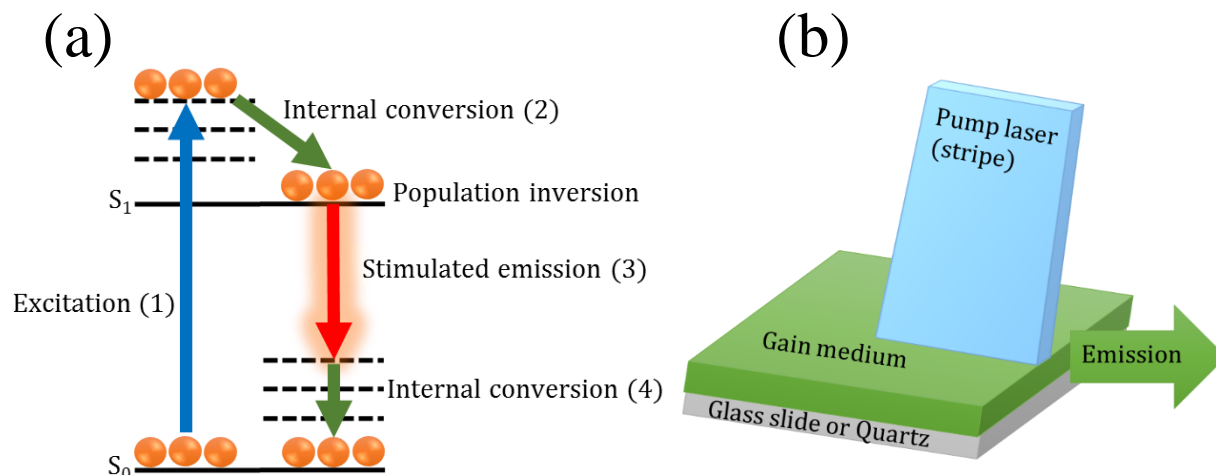 (a)
Internal conversion (2)
S₁
Population inversion
Stimulated emission (3)
Excitation (1)
Internal conversion (4)
S₀
(b)
Pump laser
(stripe)
Gain medium
Emission
Glass slide or Quartz